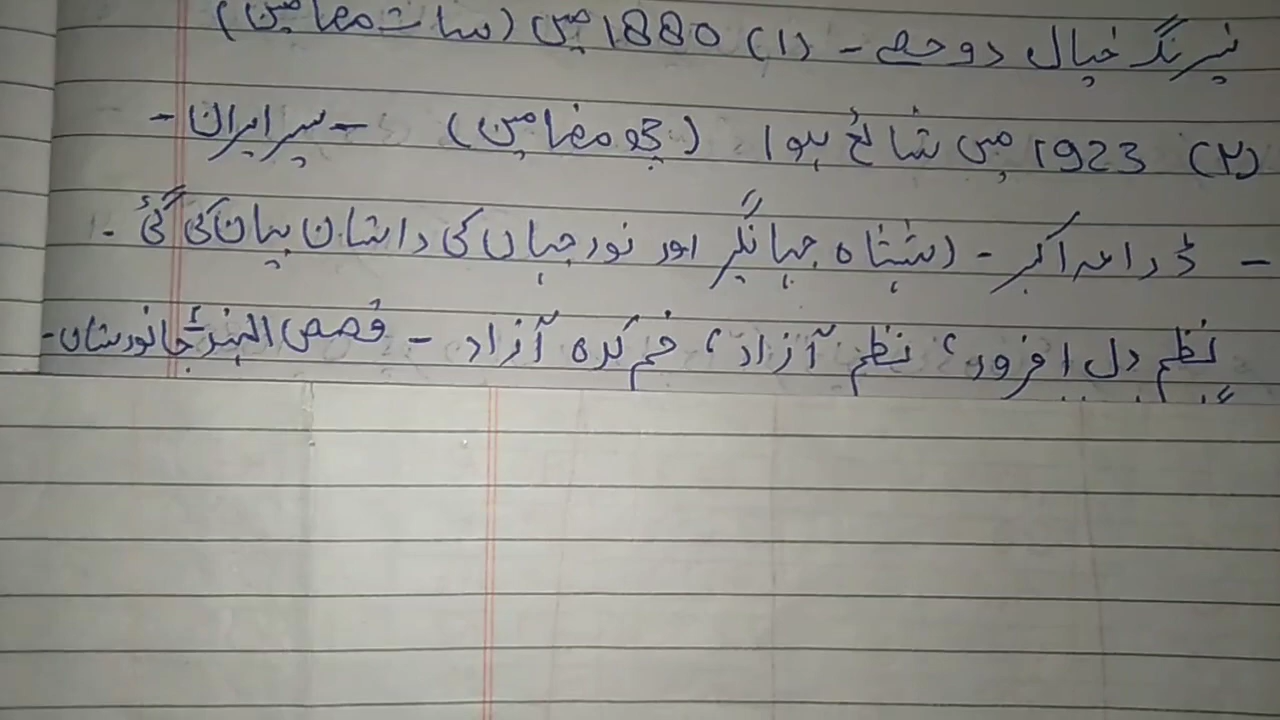 نیرنگ خیال دو حصے - (۱) 1880 میں (سات مضامین)
(۲) 1923 میں شائع ہوا (چھ مضامین) - سیر ایران -
- ڈرامہ اکبر - (شہنشاہ جہانگیر اور نور جہاں کی داستان بیان کی گئی -
نظم دل افروز، نظم آزاد، خم کدہ آزاد - قصص الہند، جانورستان -